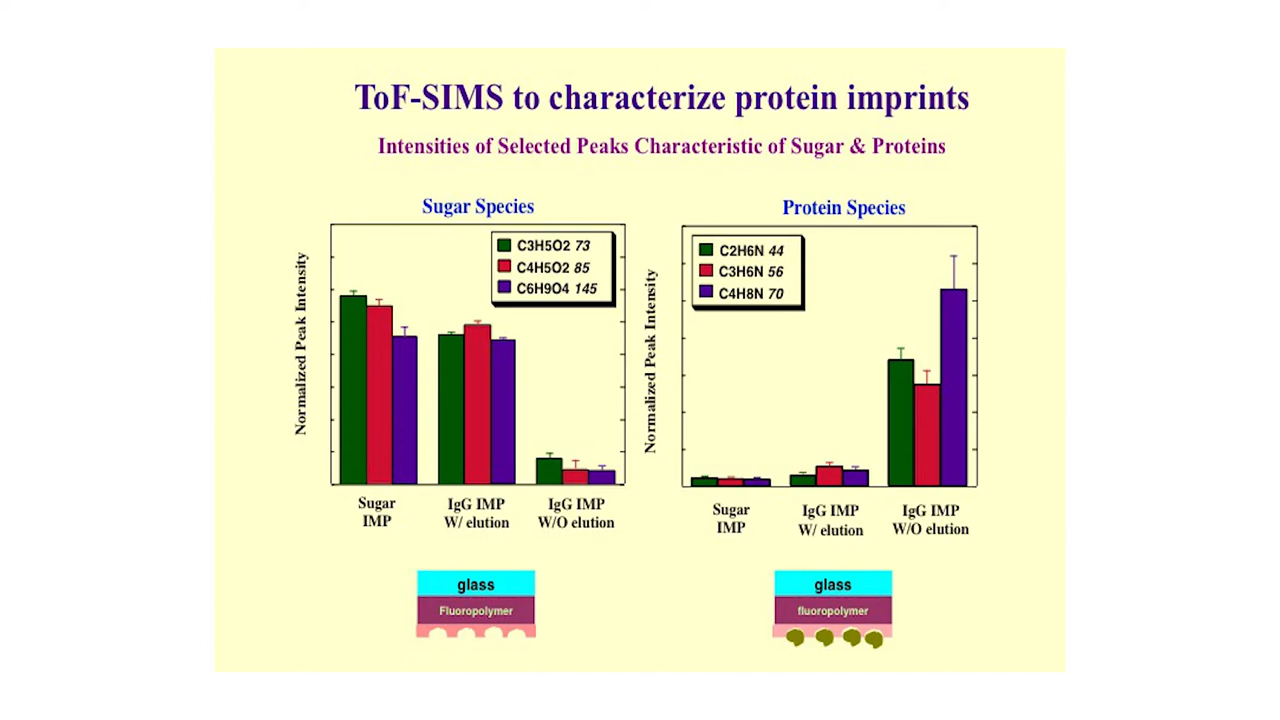 ToF-SIMS to characterize protein imprints
Intensities of Selected Peaks Characteristic of Sugar & Proteins
Sugar Species
Normalized Peak Intensity
C3H5O2 73
C4H5O2 85
C6H9O4 145
Sugar
IMP
IgG IMP
W/ elution
IgG IMP
W/O elution
glass
Fluoropolymer
Protein Species
Normalized Peak Intensity
C2H6N 44
C3H6N 56
C4H8N 70
Sugar
IMP
IgG IMP
W/ elution
IgG IMP
W/O elution
glass
fluoropolymer